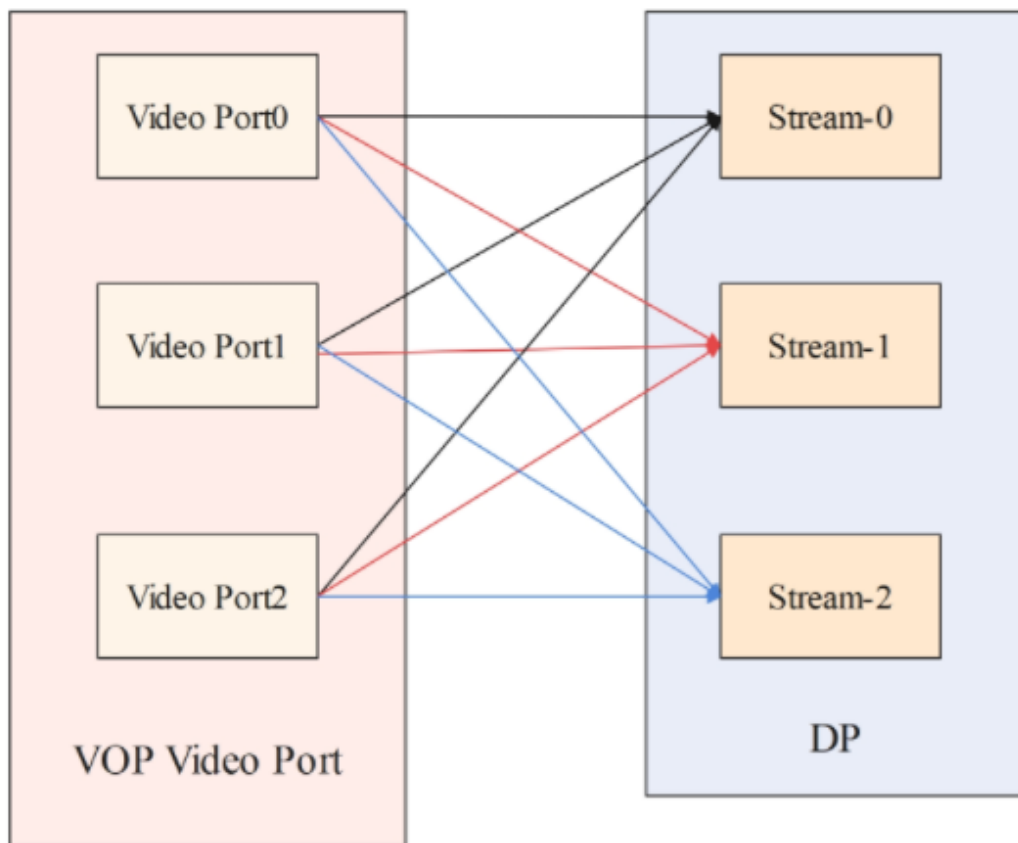 Video Port0
Stream-0
Video Port1
Stream-1
Video Port2
Stream-2
VOP Video Port
DP